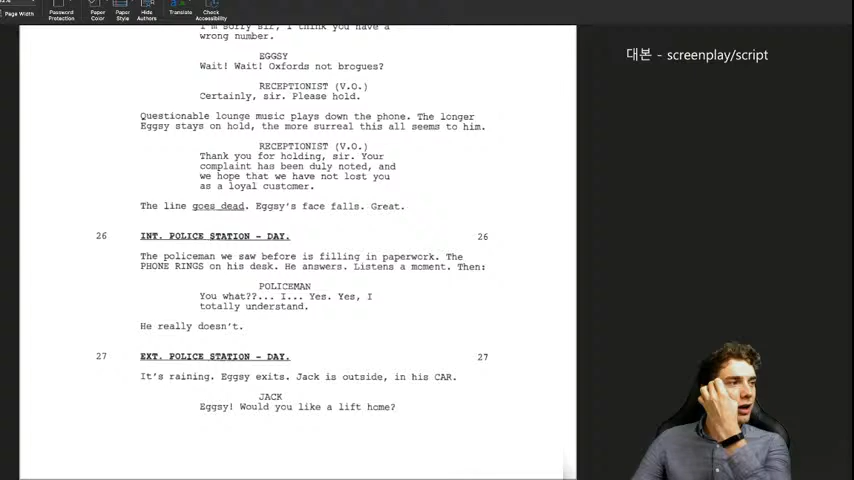 Page Width
Password
Protection
Paper
Color
Paper
Style
Hide
Authors
Translate
Check
Accessibility
I'm sorry sir, I think you have a
wrong number.
EGGSY
Wait! Wait! Oxfords not brogues?
RECEPTIONIST (V.O.)
Certainly, sir. Please hold.
Questionable lounge music plays down the phone. The longer
Eggsy stays on hold, the more surreal this all seems to him.
RECEPTIONIST (V.O.)
Thank you for holding, sir. Your
complaint has been duly noted, and
we hope that we have not lost you
as a loyal customer.
The line goes dead. Eggsy's face falls. Great.
26 INT. POLICE STATION - DAY. 26
The policeman we saw before is filling in paperwork. The
PHONE RINGS on his desk. He answers. Listens a moment. Then:
POLICEMAN
You what??... I... Yes. Yes, I
totally understand.
He really doesn't.
27 EXT. POLICE STATION - DAY. 27
It's raining. Eggsy exits. Jack is outside, in his CAR.
JACK
Eggsy! Would you like a lift home?
대본 - screenplay/script